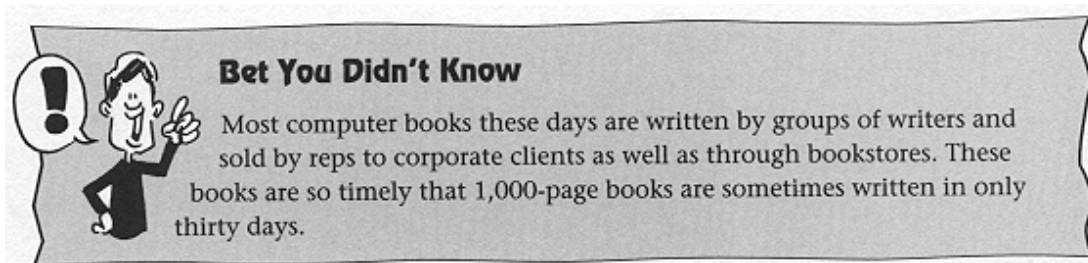 !
Bet You Didn't Know
Most computer books these days are written by groups of writers and
sold by reps to corporate clients as well as through bookstores. These
books are so timely that 1,000-page books are sometimes written in only
thirty days.